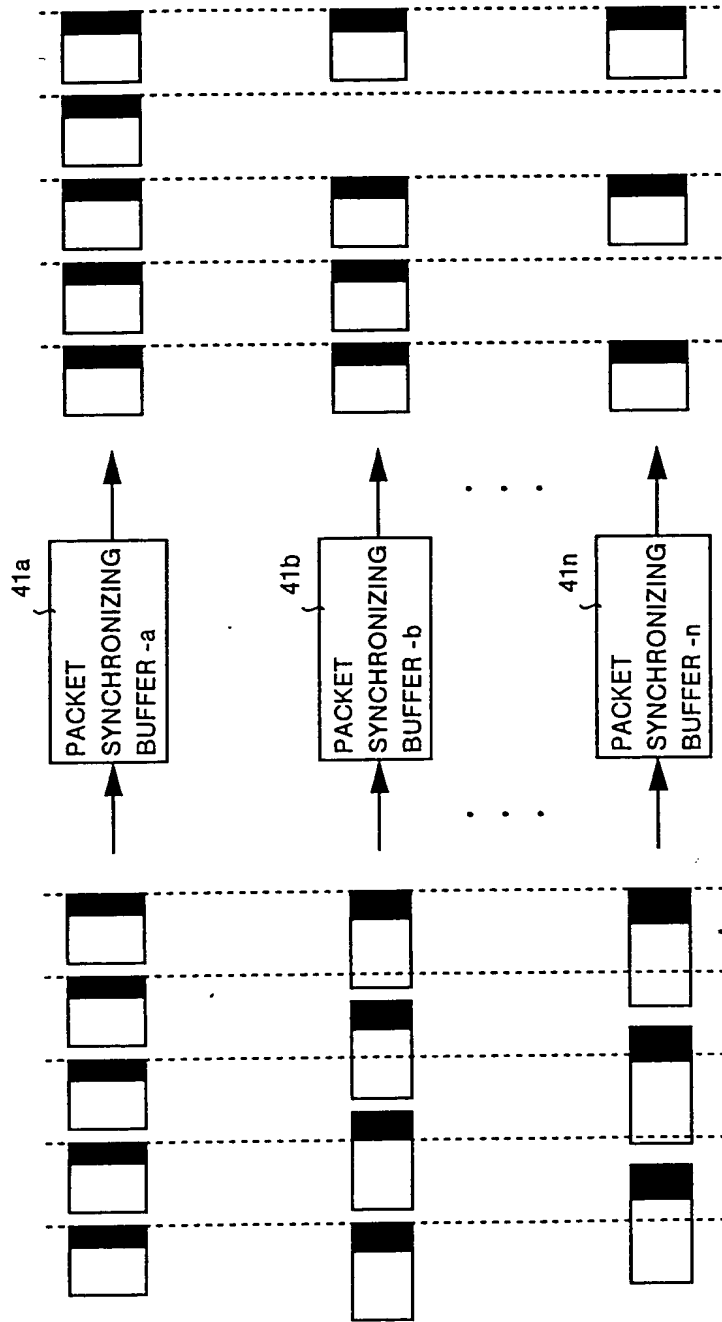 41a
PACKET
SYNCHRONIZING
BUFFER -a
41b
PACKET
SYNCHRONIZING
BUFFER -b
. . .
. . .
41n
PACKET
SYNCHRONIZING
BUFFER -n